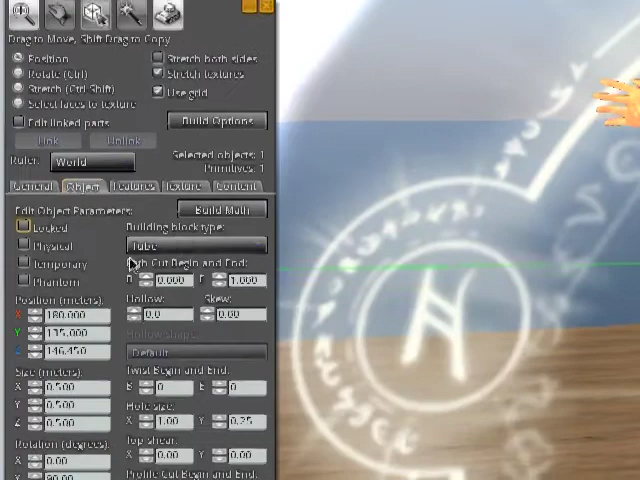 Drag to Move, Shift Drag to Copy
Position
Stretch both sides
Rotate (Ctrl)
Stretch textures
Stretch (Ctrl Shift)
Use grid
Select faces to texture
Edit linked parts
Build Options
Link
Unlink
Ruler:
World
Selected objects: 1
Primitives: 1
General
Object
Features
Texture
Content
Edit Object Parameters:
Build Math
Locked
Building block type:
Physical
Tube
Temporary
Cut Begin and End:
Phantom
B
0.000
E
1.000
Position (meters)
Hollow:
Skew:
X
180.000
0.0
0.00
Y
135.000
Hollow shape:
Z
146.450
Default
Size (meters)
Twist Begin and End:
X
0.500
B
0
E
0
Y
0.500
Hole size:
Z
0.500
X
1.00
Y
0.25
Rotation (degrees)
Top shear:
X
0.00
X
0.00
Y
0.00
Y
90.00
Profile Cut Begin and End: